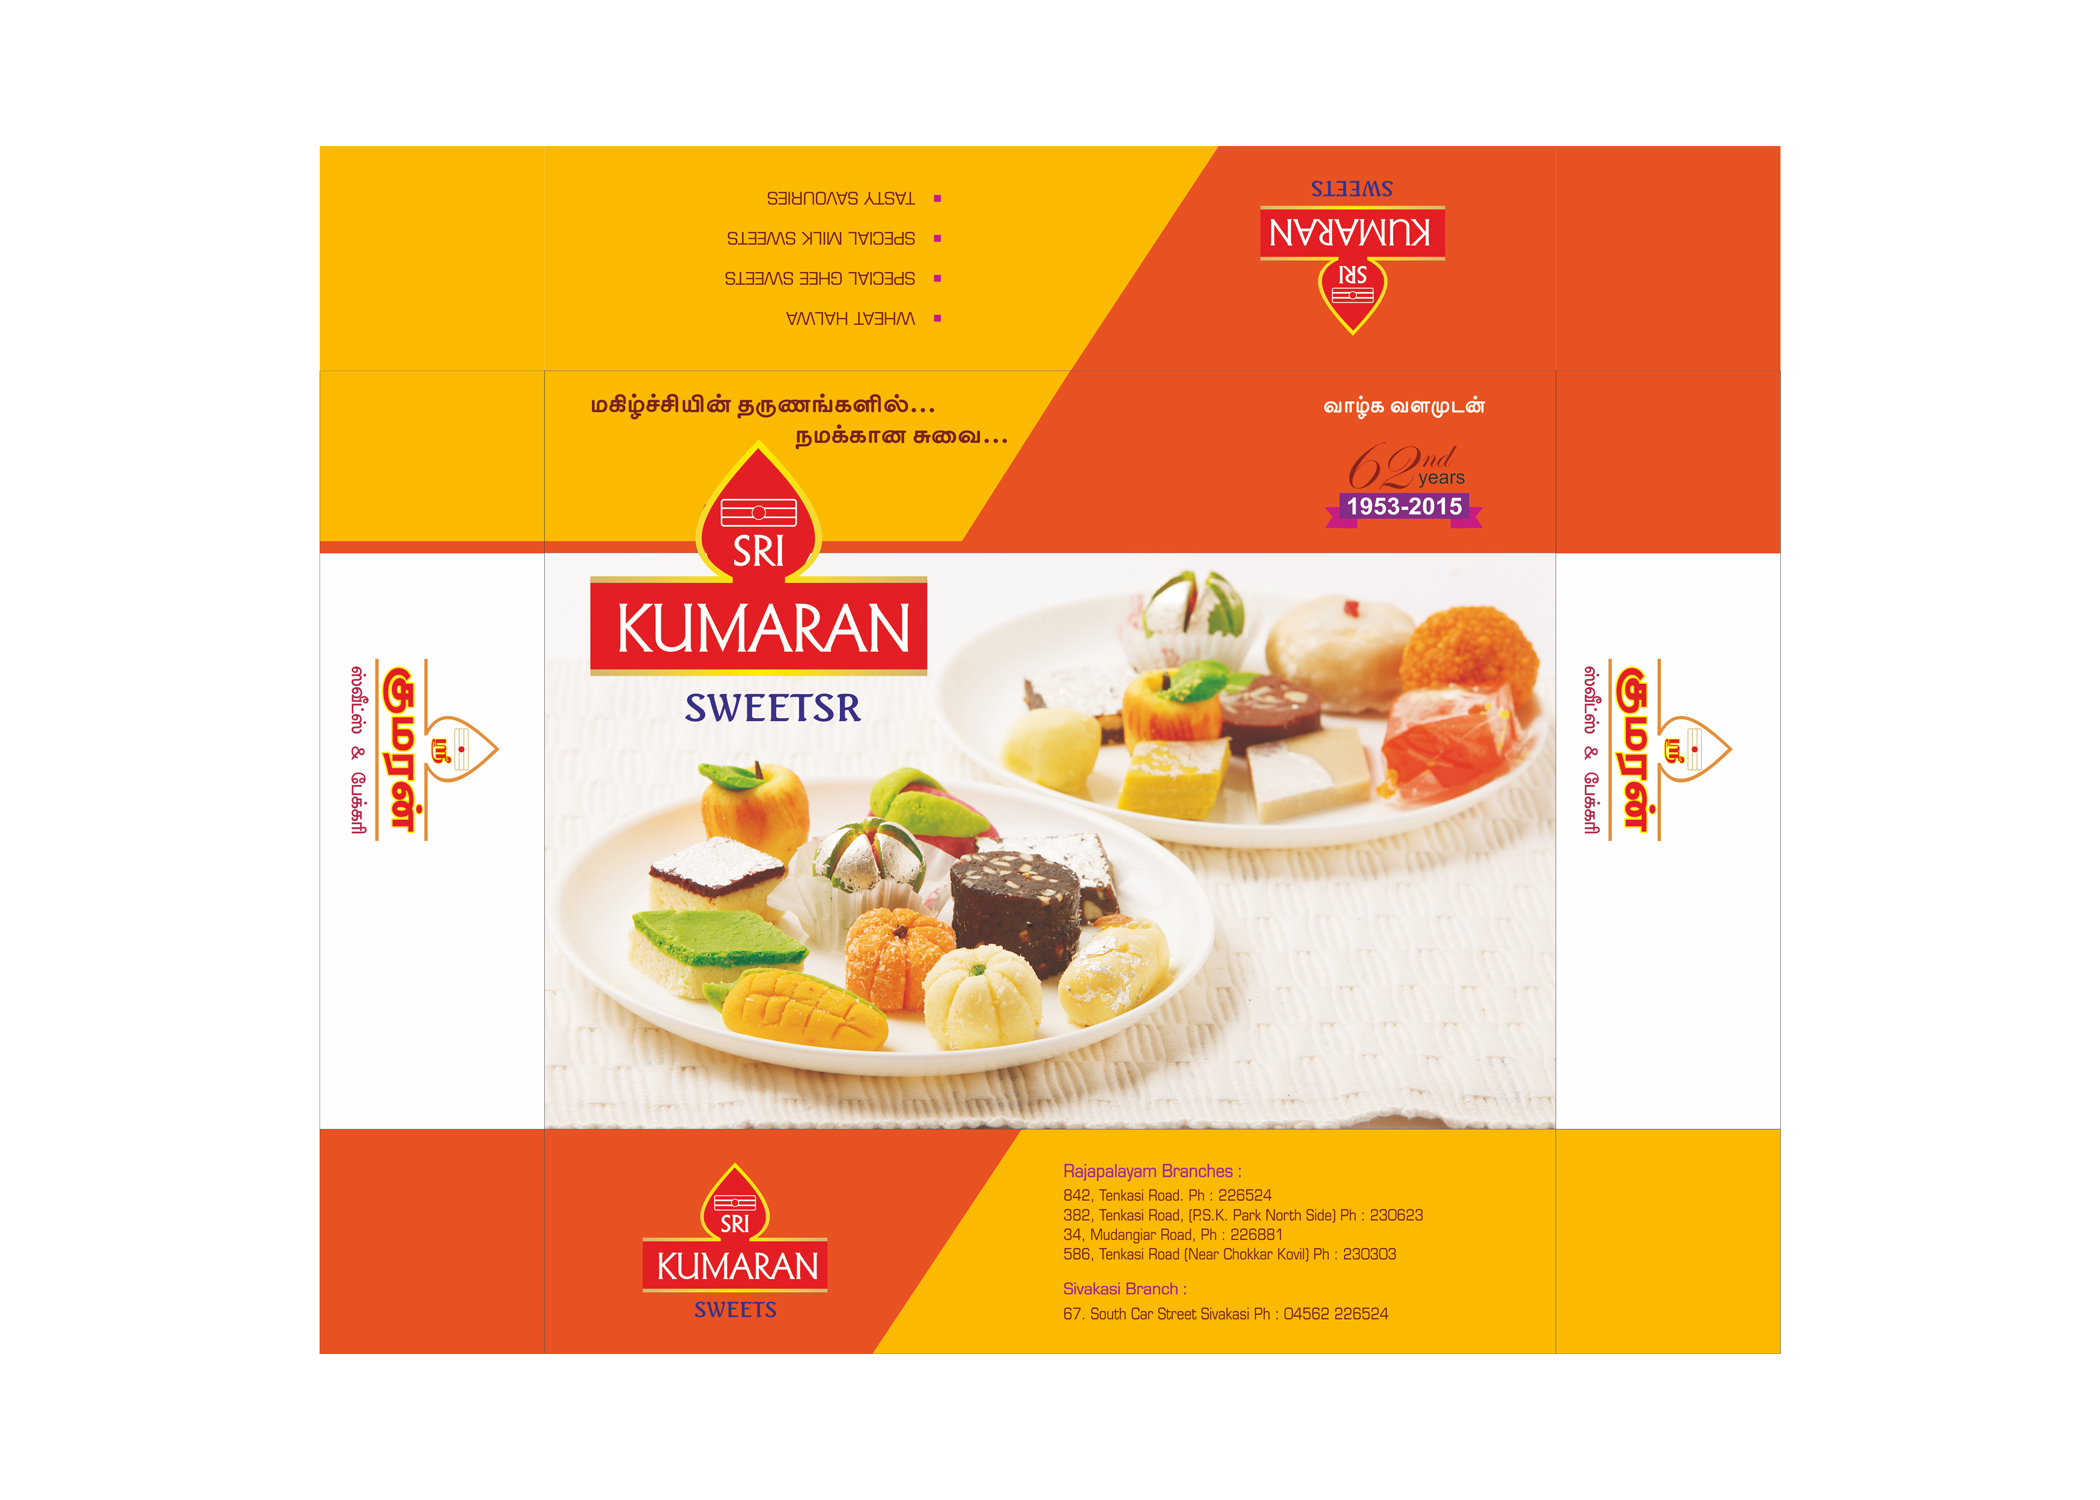 TASTY SAVOURIES
SPECIAL MILK SWEETS
SPECIAL GHEE SWEETS
WHEAT HALWA
SWEETS
KUMARAN
SRI
மகிழ்ச்சியின் தருணங்களில்...
நமக்கான சுவை...
வாழ்க வளமுடன்
62nd
years
1953-2015
SRI
KUMARAN
SWEETSR
ஸ்ரீ
குமரன்
ஸ்வீட்ஸ் & பேக்கரி
ஸ்ரீ
குமரன்
ஸ்வீட்ஸ் & பேக்கரி
SRI
KUMARAN
SWEETS
Rajapalayam Branches :
842, Tenkasi Road. Ph : 226524
382, Tenkasi Road, (P.S.K. Park North Side) Ph : 230623
34, Mudangiar Road, Ph : 226881
586, Tenkasi Road (Near Chokkar Kovil) Ph : 230303
Sivakasi Branch :
67. South Car Street Sivakasi Ph : 04562 226524